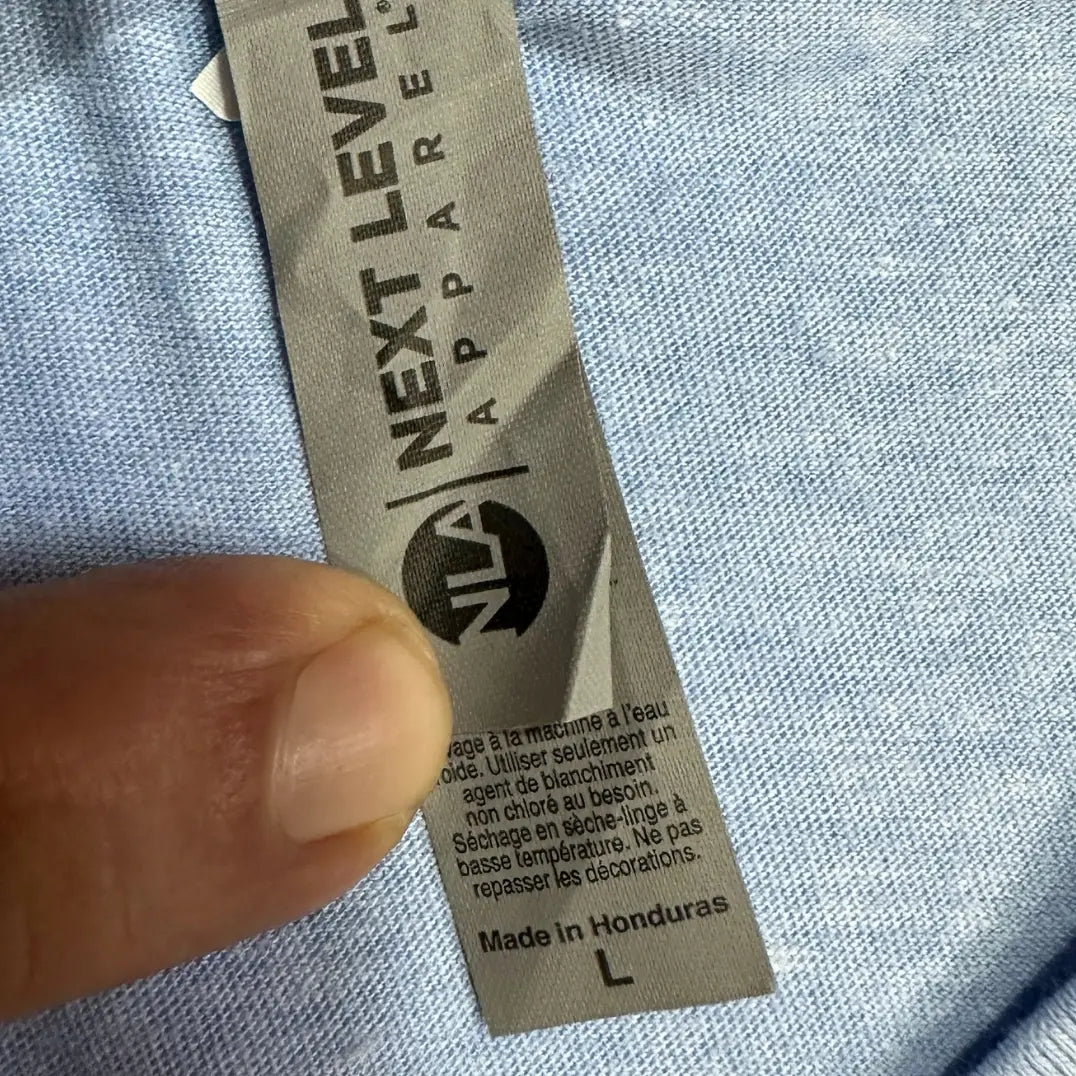 NEXT LEVEL®
APPAREL
NLA
à la machine à l'eau
Utiliser seulement un
agent de blanchiment
non chloré au besoin.
Séchage en sèche-linge à
basse température. Ne pas
repasser les décorations.
Made in Honduras
L